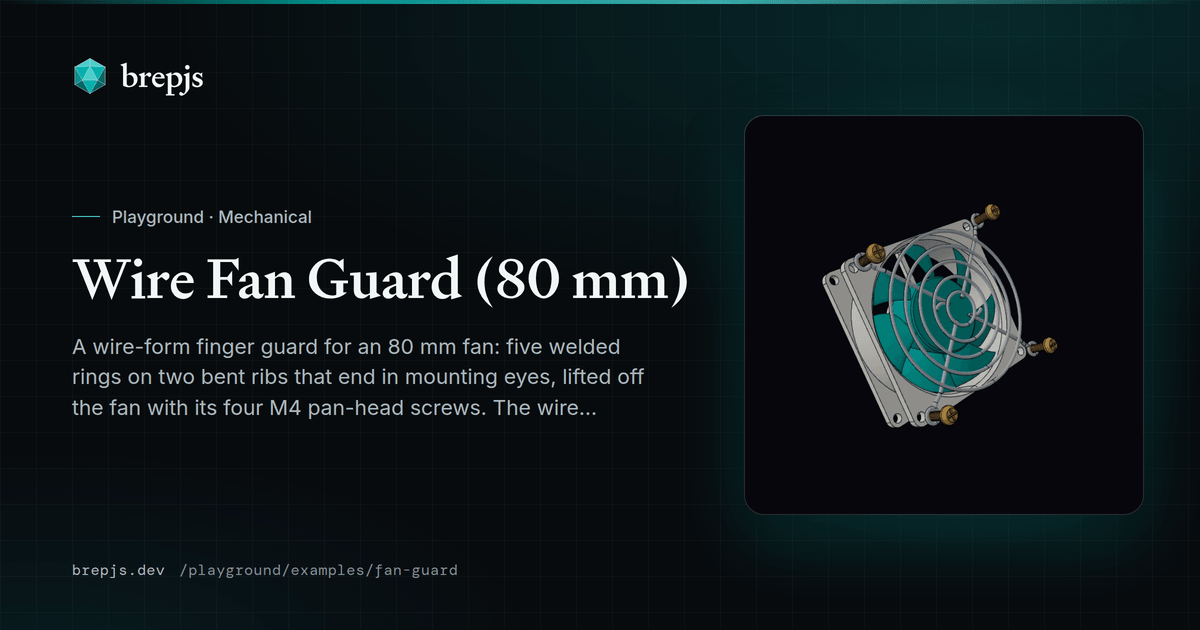 brepjs
Playground · Mechanical
Wire Fan Guard (80 mm)
A wire-form finger guard for an 80 mm fan: five welded
rings on two bent ribs that end in mounting eyes, lifted off
the fan with its four M4 pan-head screws. The wire...
brepjs.dev /playground/examples/fan-guard